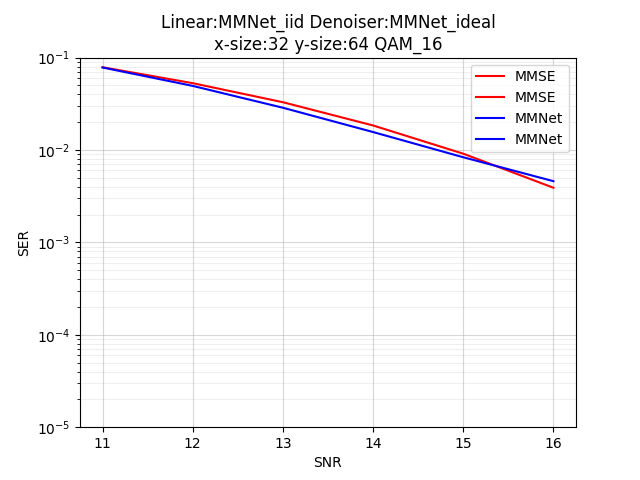 Linear:MMNet_iid Denoiser:MMNet_ideal
x-size:32 y-size:64 QAM_16
MMSE
MMSE
MMNet
MMNet
SER
10⁻¹
10⁻²
10⁻³
10⁻⁴
10⁻⁵
11 12 13 14 15 16
SNR